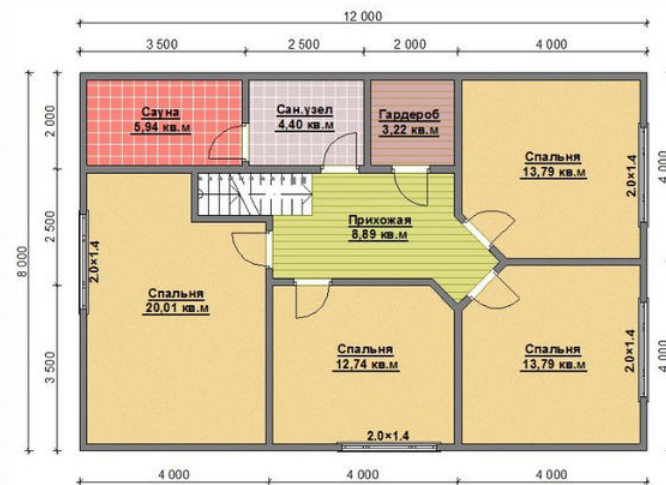 12 000
3 500
2 500
2 000
4 000
Сауна
5,94 кв.м
Сан.узел
4,40 кв.м
Гардероб
3,22 кв.м
Спальня
13,79 кв.м
2.0×1.4
Прихожая
8,89 кв.м
Спальня
20,01 кв.м
2.0×1.4
Спальня
12,74 кв.м
2.0×1.4
Спальня
13,79 кв.м
2.0×1.4
8 000
2 000
2 500
3 500
4 000
4 000
4 000
4 000
4 000